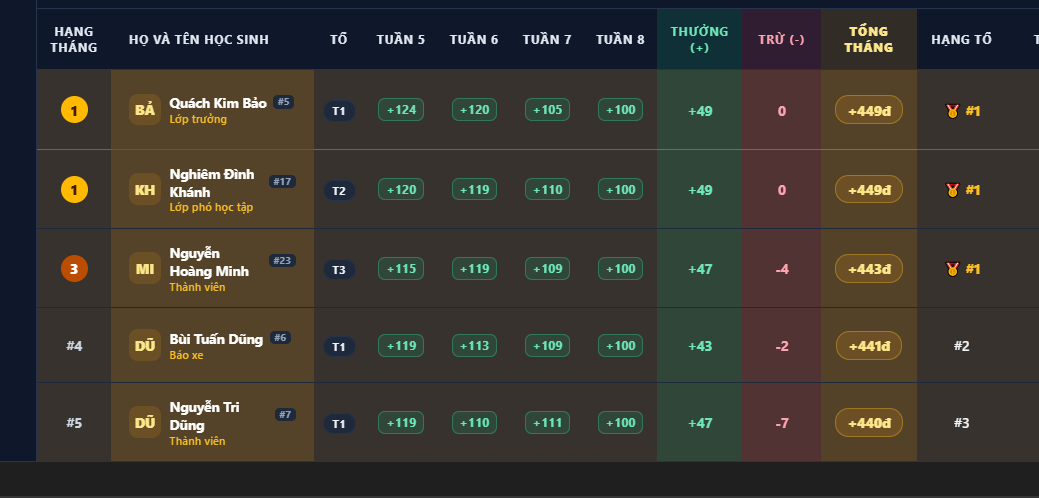 HẠNG THÁNG HỌ VÀ TÊN HỌC SINH TỔ TUẦN 5 TUẦN 6 TUẦN 7 TUẦN 8 THƯỞNG (+) TRỪ (-) TỔNG THÁNG HẠNG TỔ
1 BẢ Quách Kim Bảo #5 T1 +124 +120 +105 +100 +49 0 +449đ #1
Lớp trưởng
1 KH Nghiêm Đình Khánh #17 T2 +120 +119 +110 +100 +49 0 +449đ #1
Lớp phó học tập
3 MI Nguyễn Hoàng Minh #23 T3 +115 +119 +109 +100 +47 -4 +443đ #1
Thành viên
#4 DŨ Bùi Tuấn Dũng #6 T1 +119 +113 +109 +100 +43 -2 +441đ #2
Báo xe
#5 DŨ Nguyễn Tri Dũng #7 T1 +119 +110 +111 +100 +47 -7 +440đ #3
Thành viên